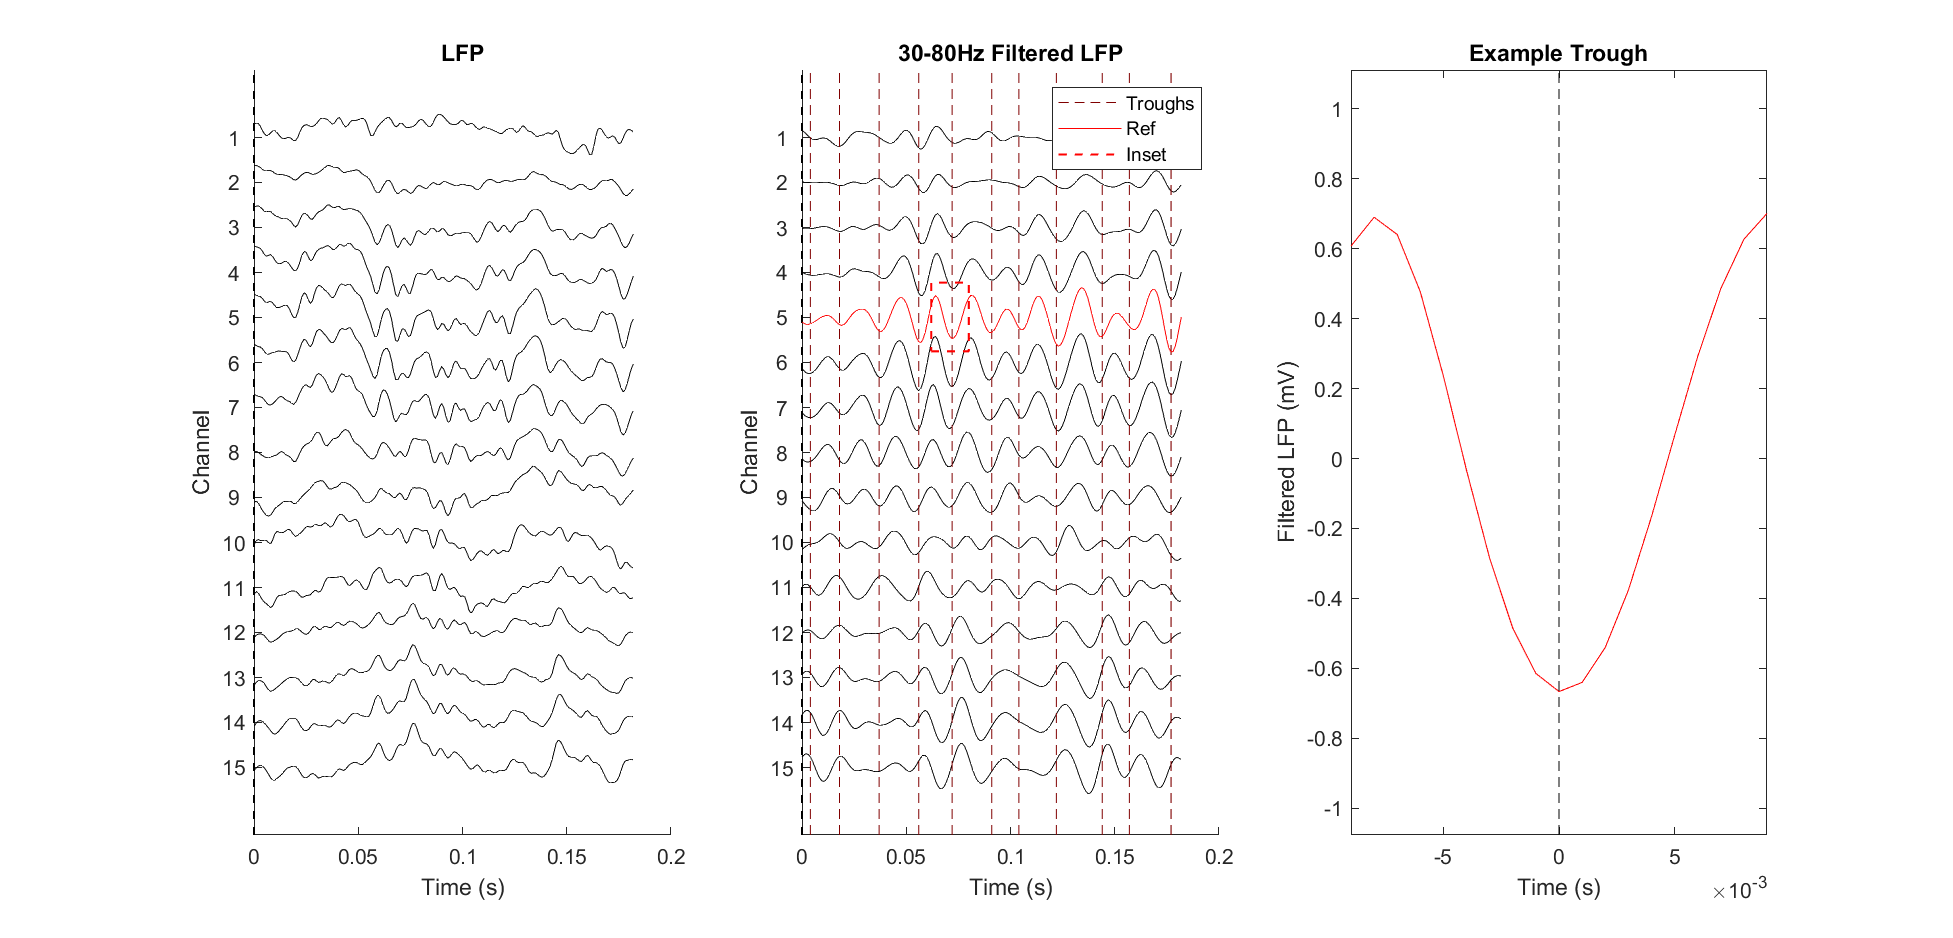 LFP
Channel
1
2
3
4
5
6
7
8
9
10
11
12
13
14
15
0 0.05 0.1 0.15 0.2
Time (s)
30-80Hz Filtered LFP
Troughs
Ref
Inset
Channel
1
2
3
4
5
6
7
8
9
10
11
12
13
14
15
0 0.05 0.1 0.15 0.2
Time (s)
Example Trough
Filtered LFP (mV)
1
0.8
0.6
0.4
0.2
0
-0.2
-0.4
-0.6
-0.8
-1
-5 0 5
Time (s)
×10-3